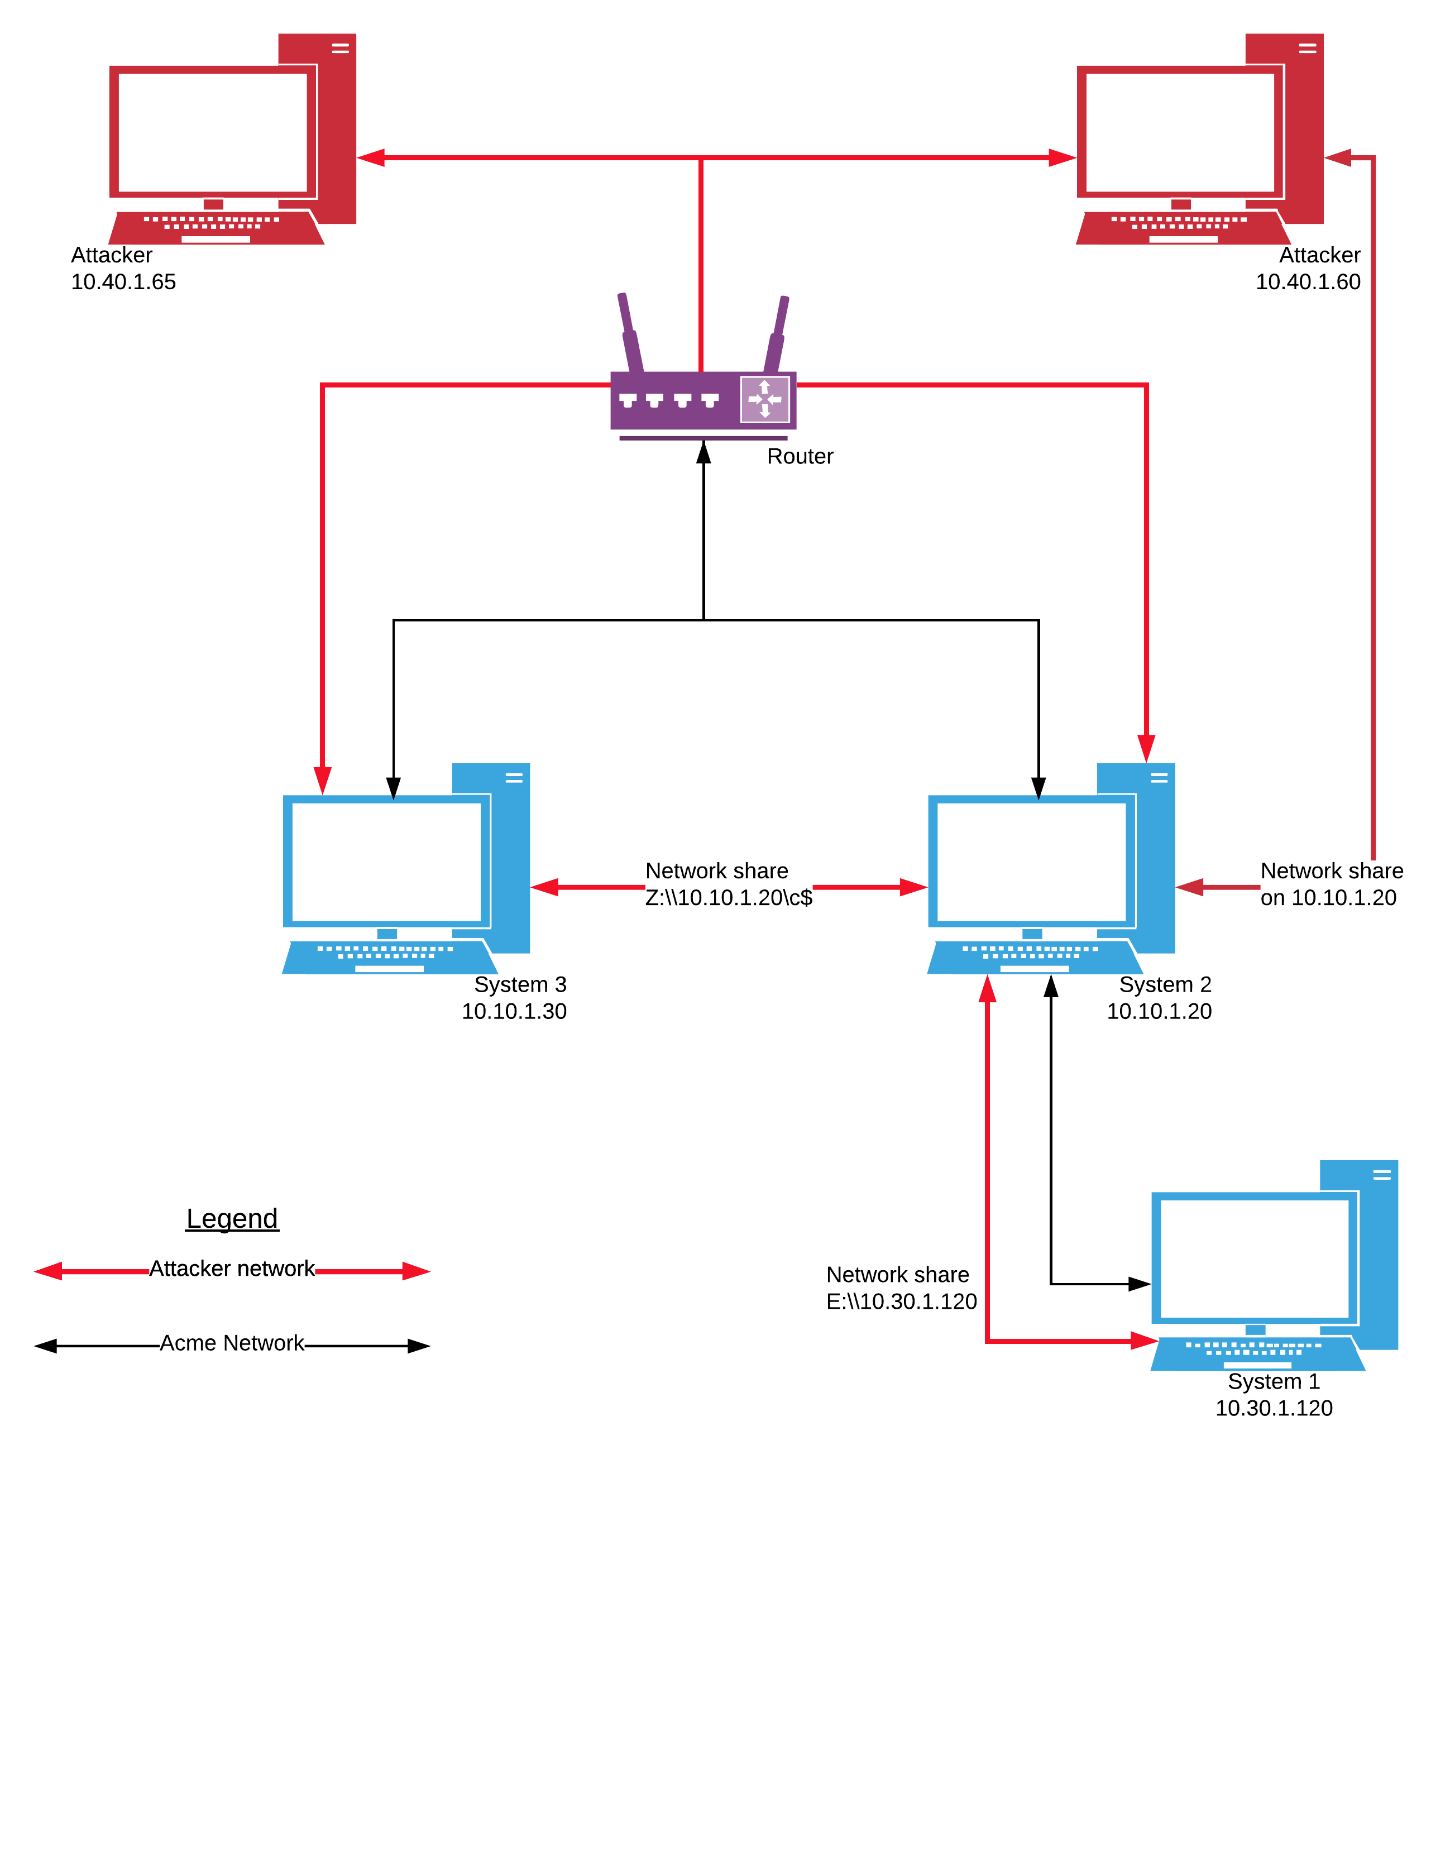 Attacker
10.40.1.65
Attacker
10.40.1.60
Router
Network share
Z:\\10.10.1.20\c$
Network share
on 10.10.1.20
System 3
10.10.1.30
System 2
10.10.1.20
Legend
Attacker network
Acme Network
Network share
E:\\10.30.1.120
System 1
10.30.1.120